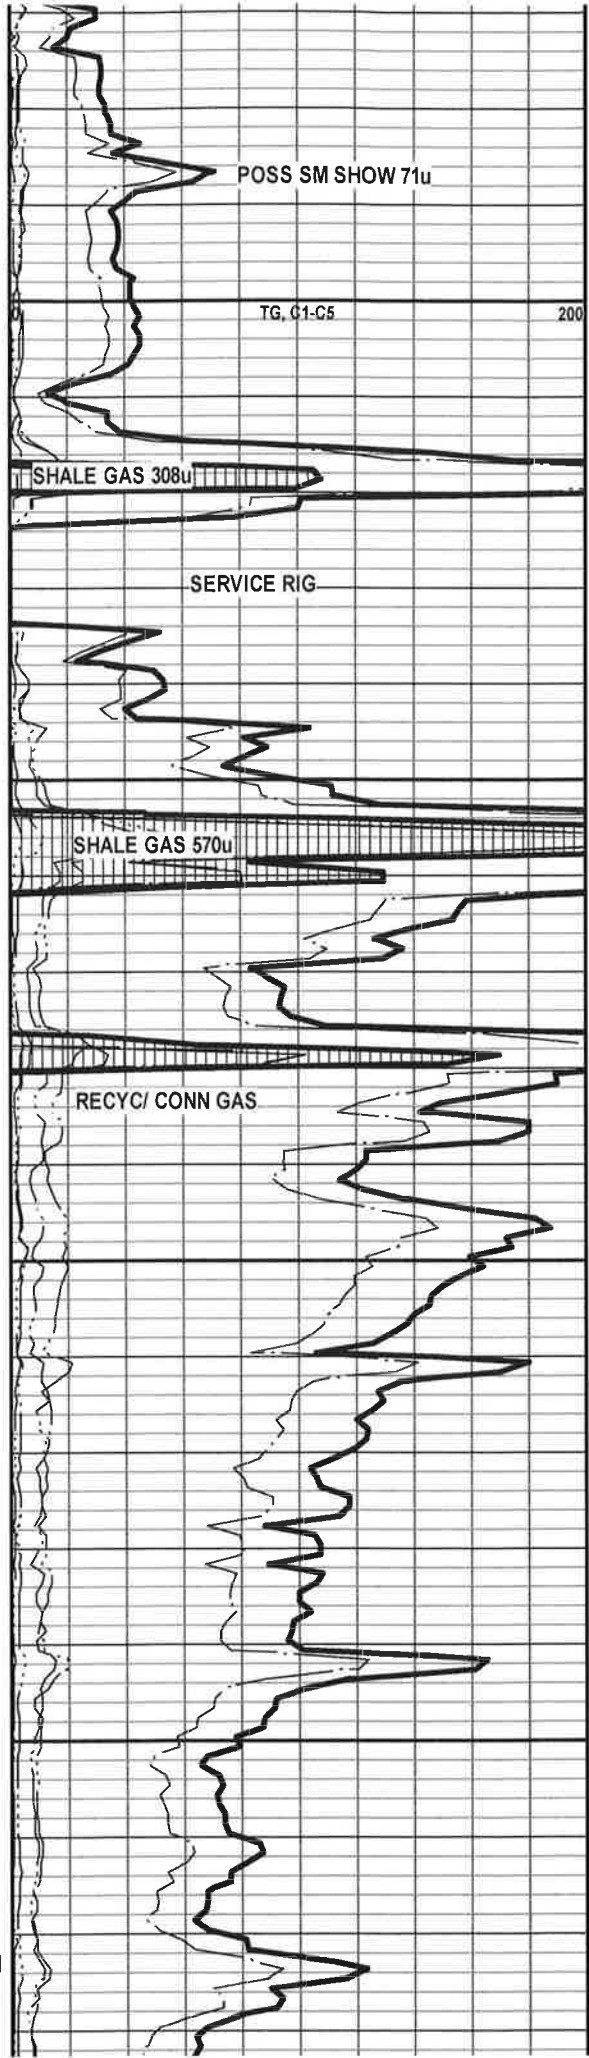 POSS SM SHOW 71u
0 TG, C1-C5 200
SHALE GAS 308u
SERVICE RIG
SHALE GAS 570u
RECYC/ CONN GAS